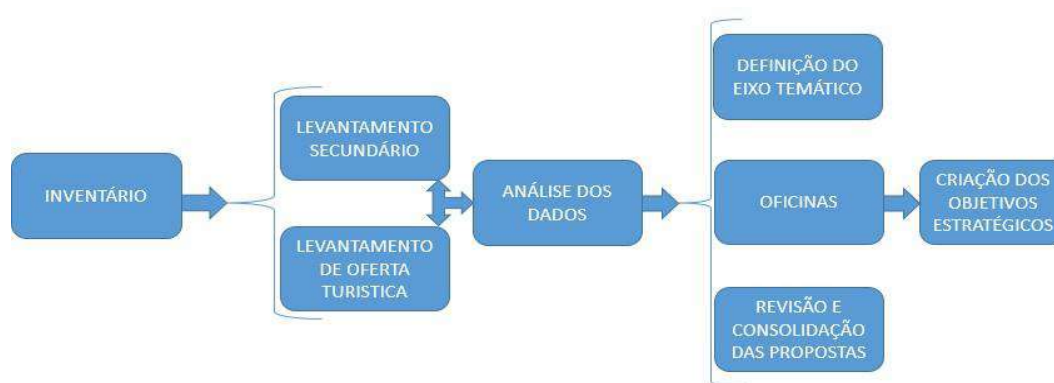 INVENTÁRIO
LEVANTAMENTO
SECUNDÁRIO
LEVANTAMENTO
DE OFERTA
TURISTICA
ANÁLISE DOS
DADOS
DEFINIÇÃO DO
EIXO TEMÁTICO
OFICINAS
REVISÃO E
CONSOLIDAÇÃO
DAS PROPOSTAS
CRIAÇÃO DOS
OBJETIVOS
ESTRATÉGICOS